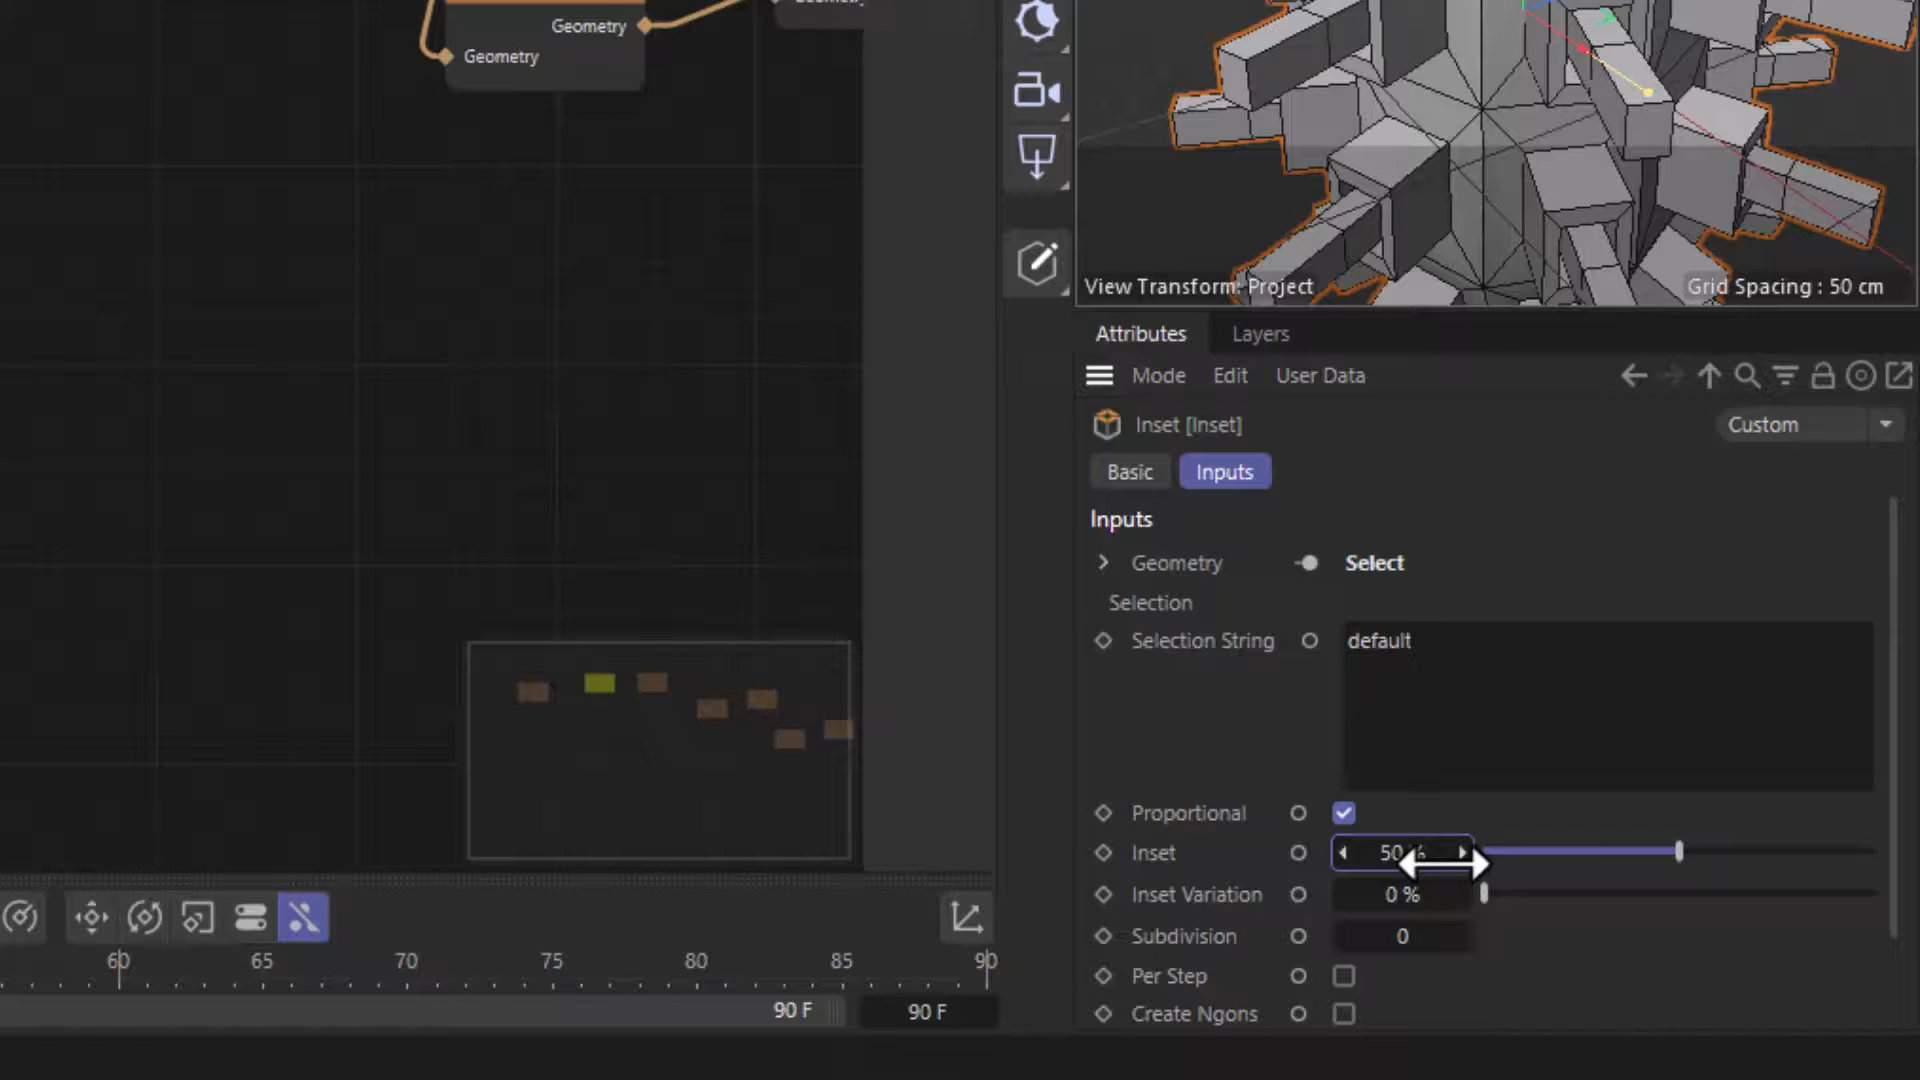 Geometry
Geometry
View Transform: Project
Grid Spacing : 50 cm
Attributes
Layers
Mode
Edit
User Data
Inset [Inset]
Custom
Basic
Inputs
Inputs
Geometry
Select
Selection
Selection String
default
Proportional
Inset
50 %
Inset Variation
0 %
Subdivision
0
Per Step
Create Ngons
60
65
70
75
80
85
90
90 F
90 F